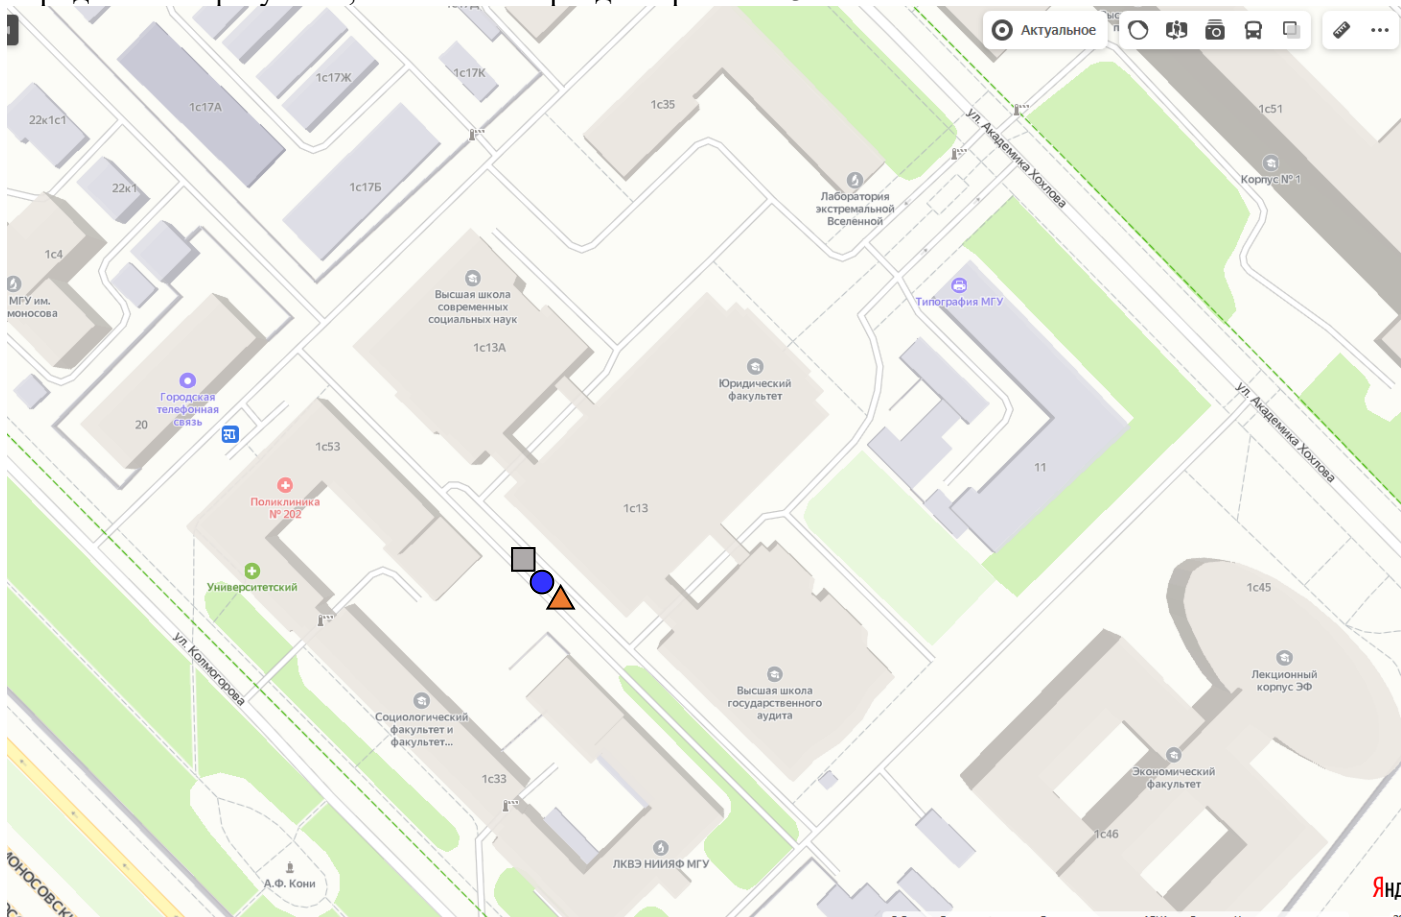 Актуальное
1с17Ж
1с17К
1с17А
1с35
1с51
22к1с1
ул. Академика Хохлова
Корпус № 1
22к1
1с17Б
Лаборатория
экстремальной
Вселенной
1с4
МГУ им.
Высшая школа
современных
социальных наук
Типография МГУ
1с13А
Юридический
факультет
Городская
телефонная
связь
20
ул. Академика Хохлова
1с53
11
Поликлиника
№ 202
1с13
Университетский
1с45
ул. Колмогорова
Лекционный
корпус ЭФ
Высшая школа
государственного
аудита
Социологический
факультет и
факультет...
1с33
Экономический
факультет
1с46
ЛКВЭ НИИЯФ МГУ
А.Ф. Кони